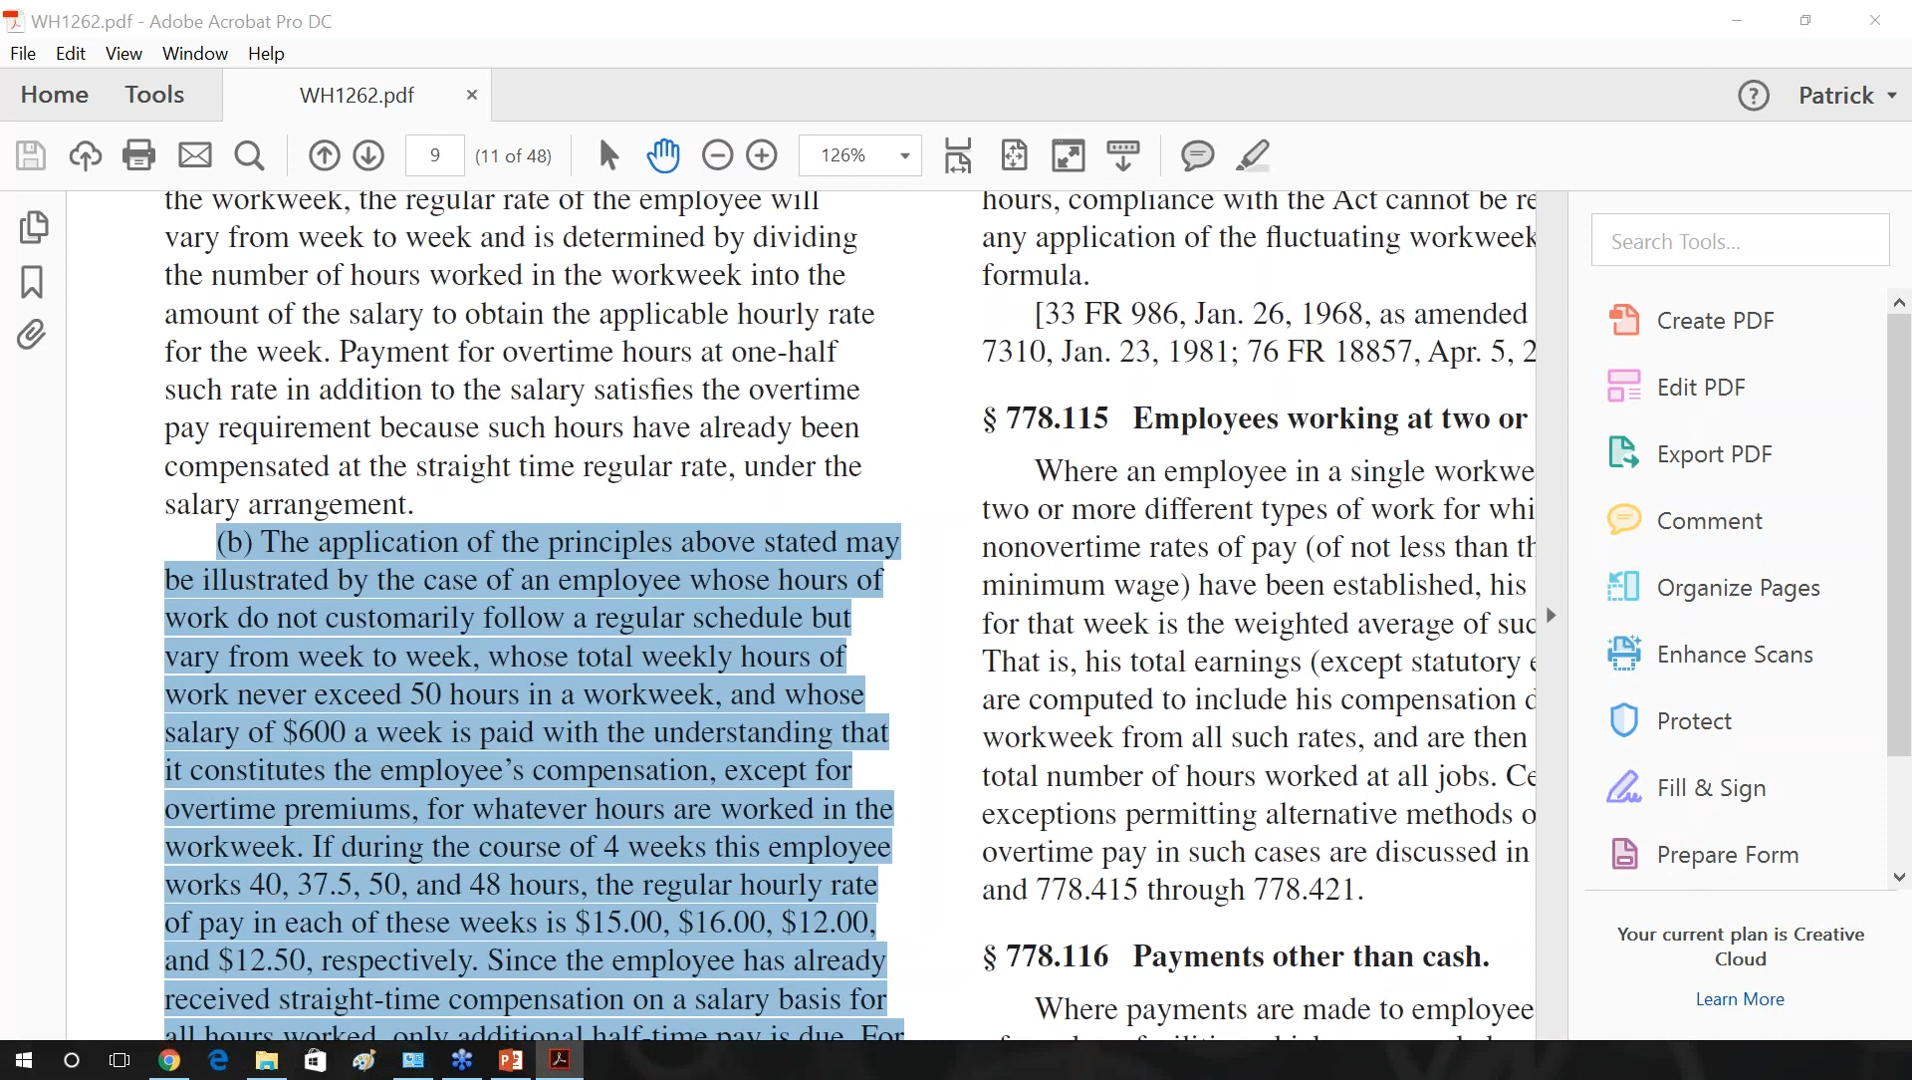 WH1262.pdf - Adobe Acrobat Pro DC
File Edit View Window Help
Home Tools WH1262.pdf × ? Patrick
9 (11 of 48) 126%
the workweek, the regular rate of the employee will
vary from week to week and is determined by dividing
the number of hours worked in the workweek into the
amount of the salary to obtain the applicable hourly rate
for the week. Payment for overtime hours at one-half
such rate in addition to the salary satisfies the overtime
pay requirement because such hours have already been
compensated at the straight time regular rate, under the
salary arrangement.
(b) The application of the principles above stated may
be illustrated by the case of an employee whose hours of
work do not customarily follow a regular schedule but
vary from week to week, whose total weekly hours of
work never exceed 50 hours in a workweek, and whose
salary of $600 a week is paid with the understanding that
it constitutes the employee’s compensation, except for
overtime premiums, for whatever hours are worked in the
workweek. If during the course of 4 weeks this employee
works 40, 37.5, 50, and 48 hours, the regular hourly rate
of pay in each of these weeks is $15.00, $16.00, $12.00,
and $12.50, respectively. Since the employee has already
received straight-time compensation on a salary basis for
all hours worked, only additional half-time pay is due. For
hours, compliance with the Act cannot be re
any application of the fluctuating workweek
formula.
[33 FR 986, Jan. 26, 1968, as amended
7310, Jan. 23, 1981; 76 FR 18857, Apr. 5, 2
§ 778.115 Employees working at two or
Where an employee in a single workwe
two or more different types of work for whi
nonovertime rates of pay (of not less than th
minimum wage) have been established, his
for that week is the weighted average of suc
That is, his total earnings (except statutory e
are computed to include his compensation d
workweek from all such rates, and are then
total number of hours worked at all jobs. Ce
exceptions permitting alternative methods o
overtime pay in such cases are discussed in
and 778.415 through 778.421.
§ 778.116 Payments other than cash.
Where payments are made to employee
Search Tools...
Create PDF
Edit PDF
Export PDF
Comment
Organize Pages
Enhance Scans
Protect
Fill & Sign
Prepare Form
Your current plan is Creative
Cloud
Learn More